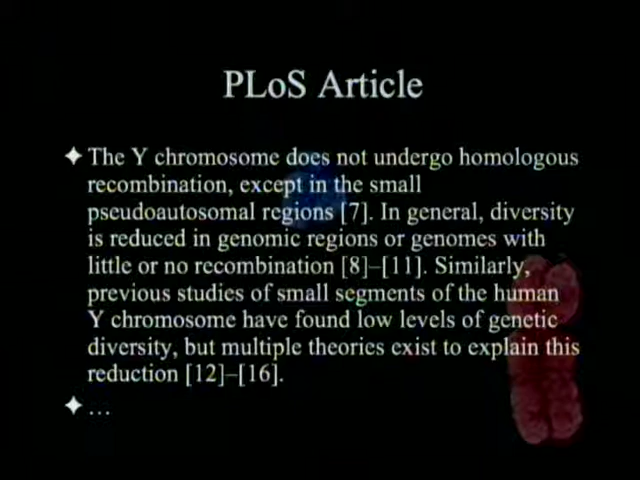 PLoS Article
✦ The Y chromosome does not undergo homologous
recombination, except in the small
pseudoautosomal regions [7]. In general, diversity
is reduced in genomic regions or genomes with
little or no recombination [8]–[11]. Similarly,
previous studies of small segments of the human
Y chromosome have found low levels of genetic
diversity, but multiple theories exist to explain this
reduction [12]–[16].
✦ …